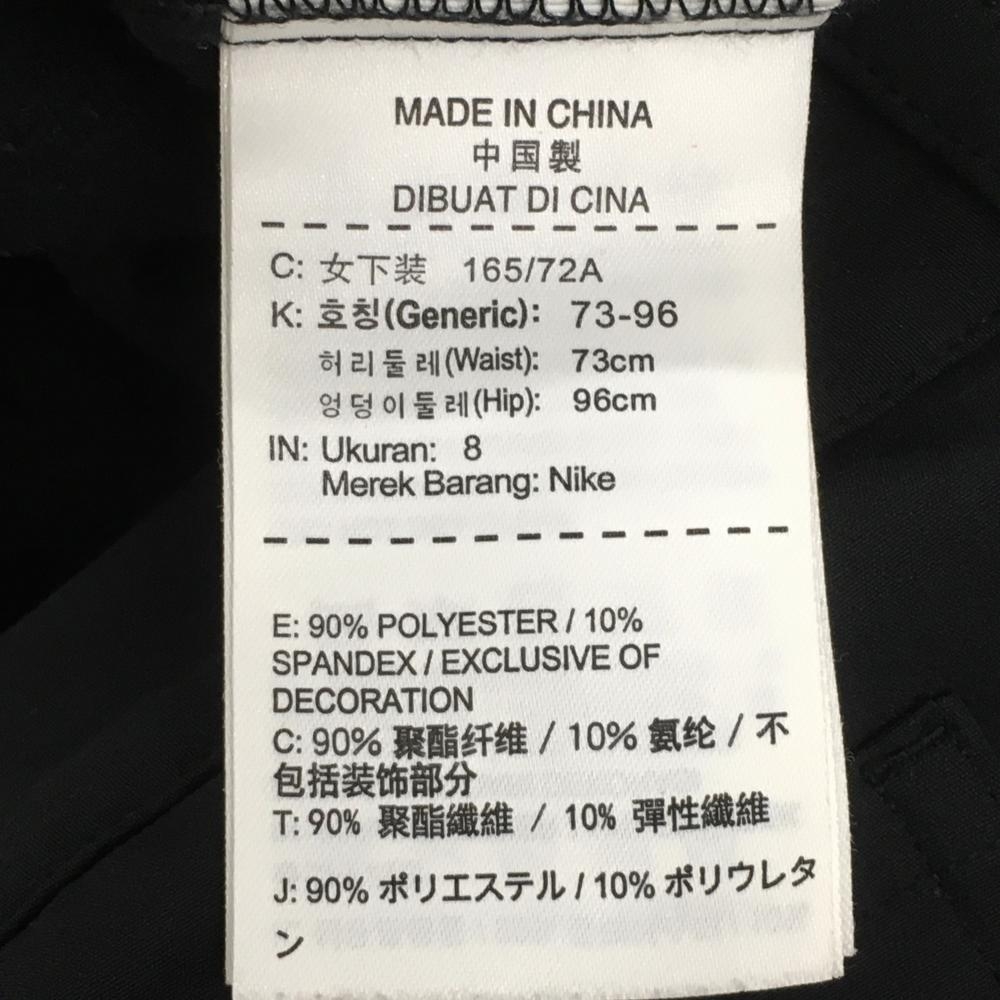 MADE IN CHINA
中国製
DIBUAT DI CINA
C: 女下装 165/72A
K: 호칭(Generic): 73-96
허리둘레(Waist): 73cm
엉덩이둘레(Hip): 96cm
IN: Ukuran: 8
Merek Barang: Nike
E: 90% POLYESTER / 10%
SPANDEX / EXCLUSIVE OF
DECORATION
C: 90% 聚酯纤维 / 10% 氨纶 / 不
包括装饰部分
T: 90% 聚酯纖維 / 10% 彈性纖維
J: 90% ポリエステル / 10% ポリウレタ
ン